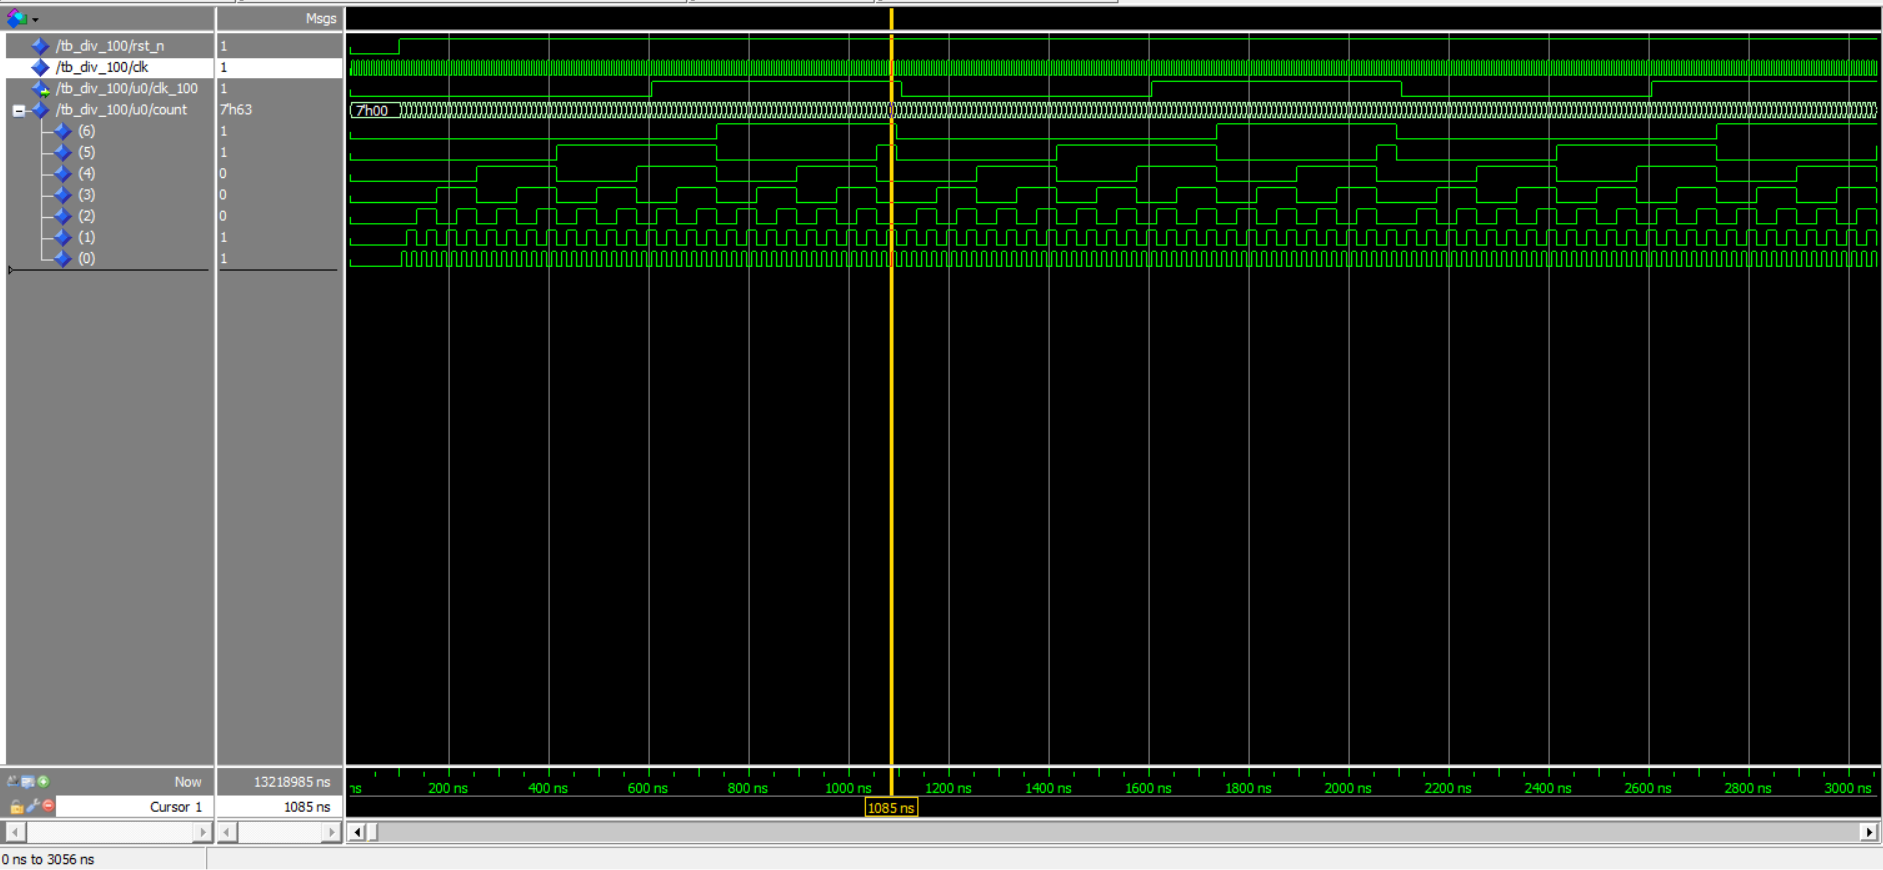 Msgs
/tb_div_100/rst_n 1
/tb_div_100/clk 1
/tb_div_100/u0/clk_100 1
/tb_div_100/u0/count 7'h63 7'h00
(6) 1
(5) 1
(4) 0
(3) 0
(2) 0
(1) 1
(0) 1
Now 13218985 ns ns 200 ns 400 ns 600 ns 800 ns 1000 ns 1200 ns 1400 ns 1600 ns 1800 ns 2000 ns 2200 ns 2400 ns 2600 ns 2800 ns 3000 ns
Cursor 1 1085 ns 1085 ns
0 ns to 3056 ns